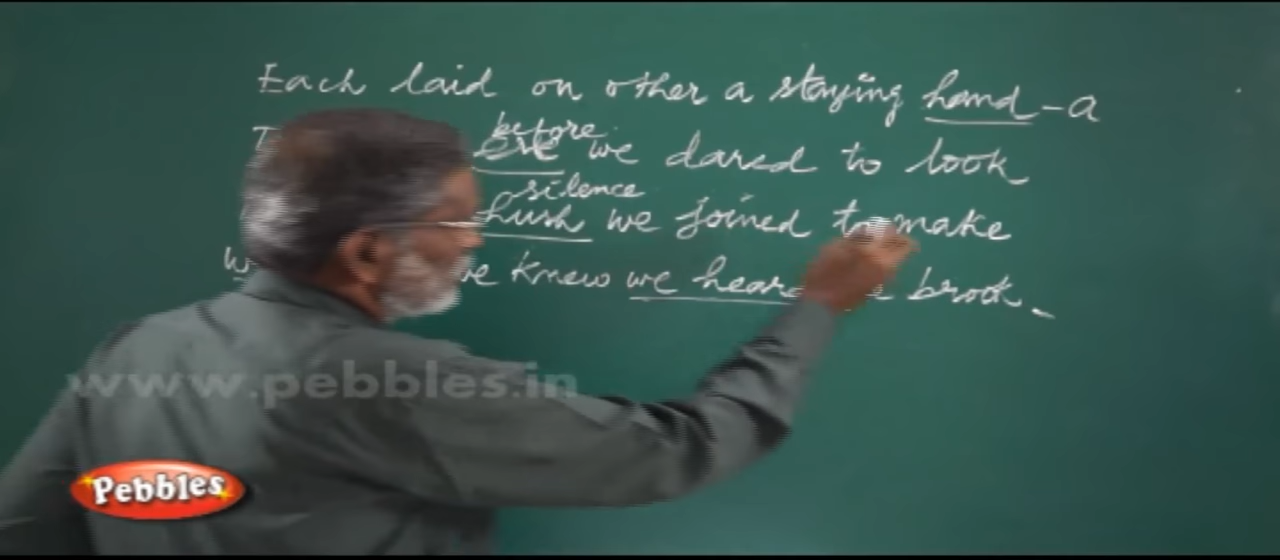 Each laid on other a staying hand - a
before
ere we dared to look
silence
hush we joined to make
we knew we heard brook.
www.pebbles.in
Pebbles